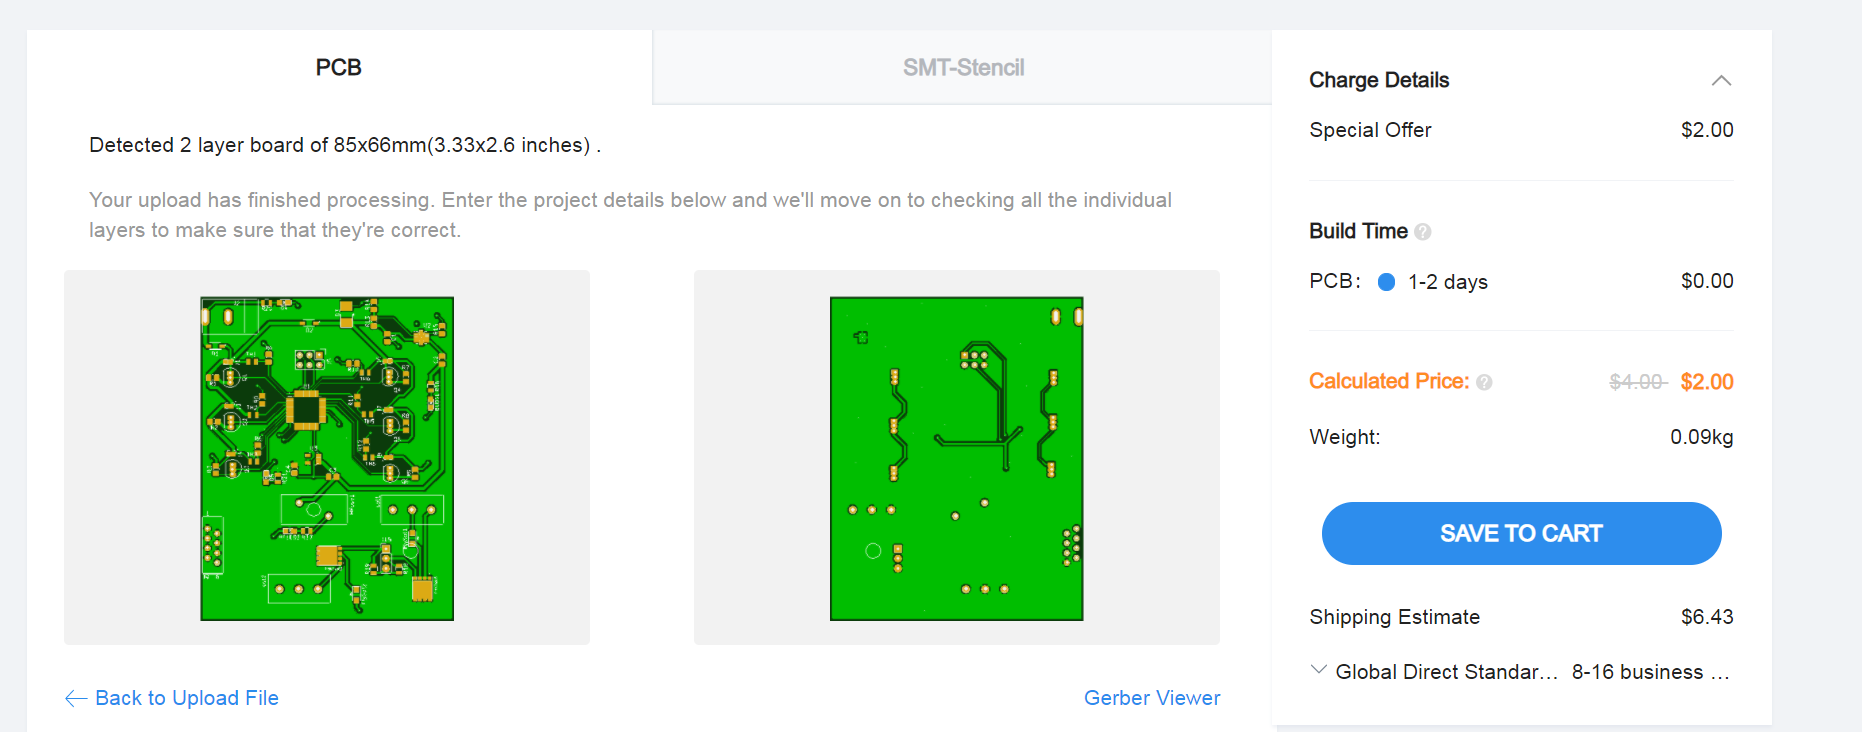 PCB
SMT-Stencil
Detected 2 layer board of 85x66mm(3.33x2.6 inches) .
Your upload has finished processing. Enter the project details below and we'll move on to checking all the individual
layers to make sure that they're correct.
← Back to Upload File
Gerber Viewer
Charge Details
Special Offer $2.00
Build Time ?
PCB: 1-2 days $0.00
Calculated Price: ? $4.00 $2.00
Weight: 0.09kg
SAVE TO CART
Shipping Estimate $6.43
Global Direct Standar... 8-16 business ...